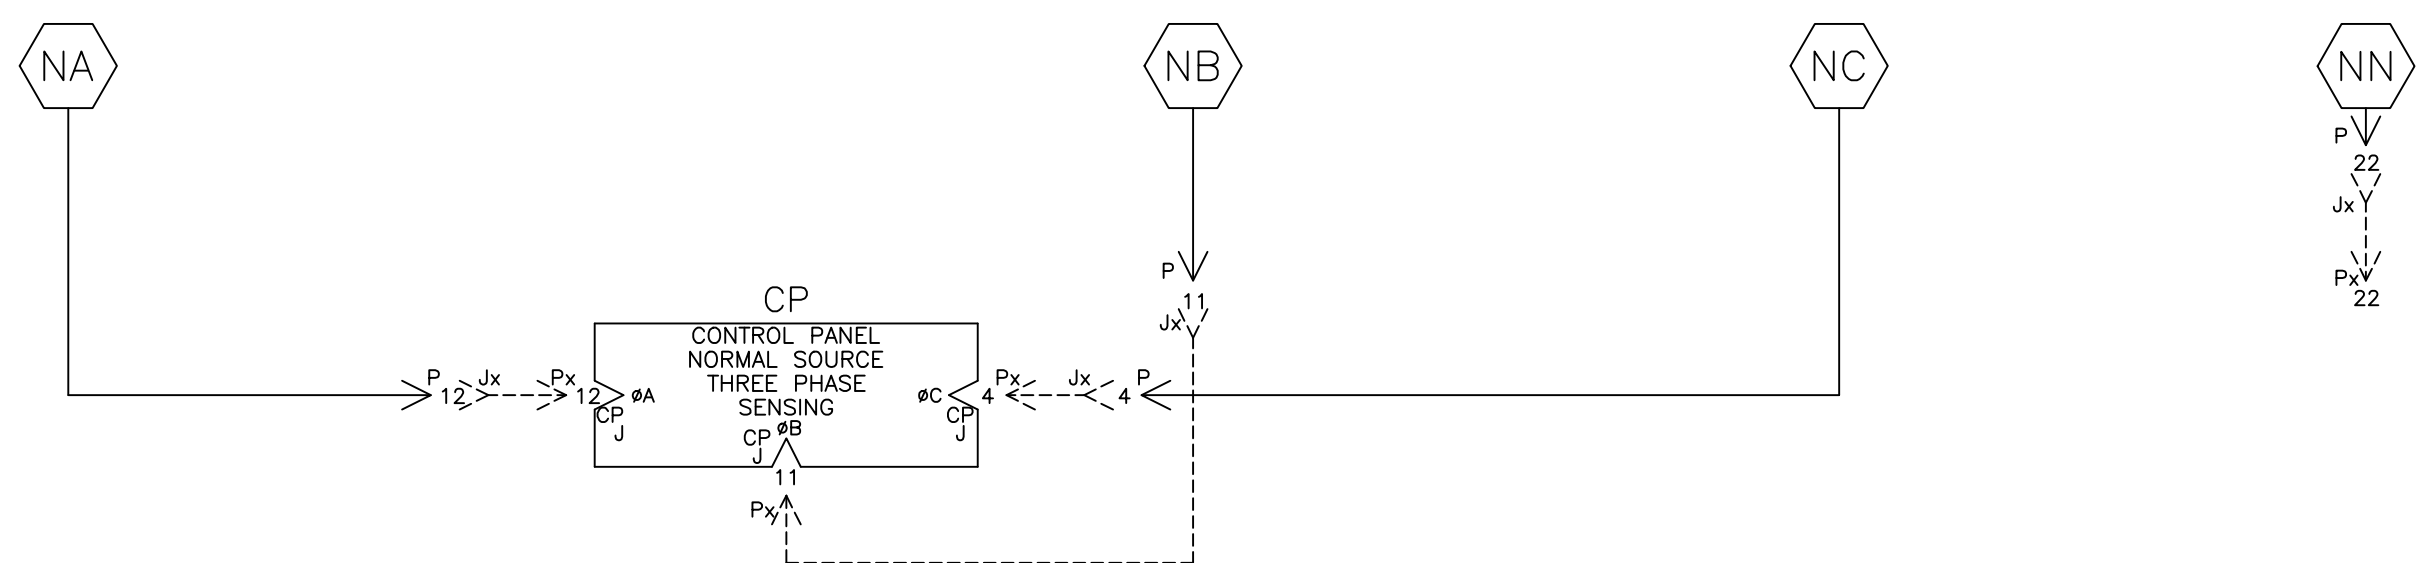 NA
NB
NC
NN
P
22
Jx
Px
22
P
11
Jx
CP
CONTROL PANEL
NORMAL SOURCE
THREE PHASE
SENSING
P
12
Jx
Px
12
øA
CP
J
øC
CP
J
4
Px
Jx
4
P
øB
CP
J
11
Px